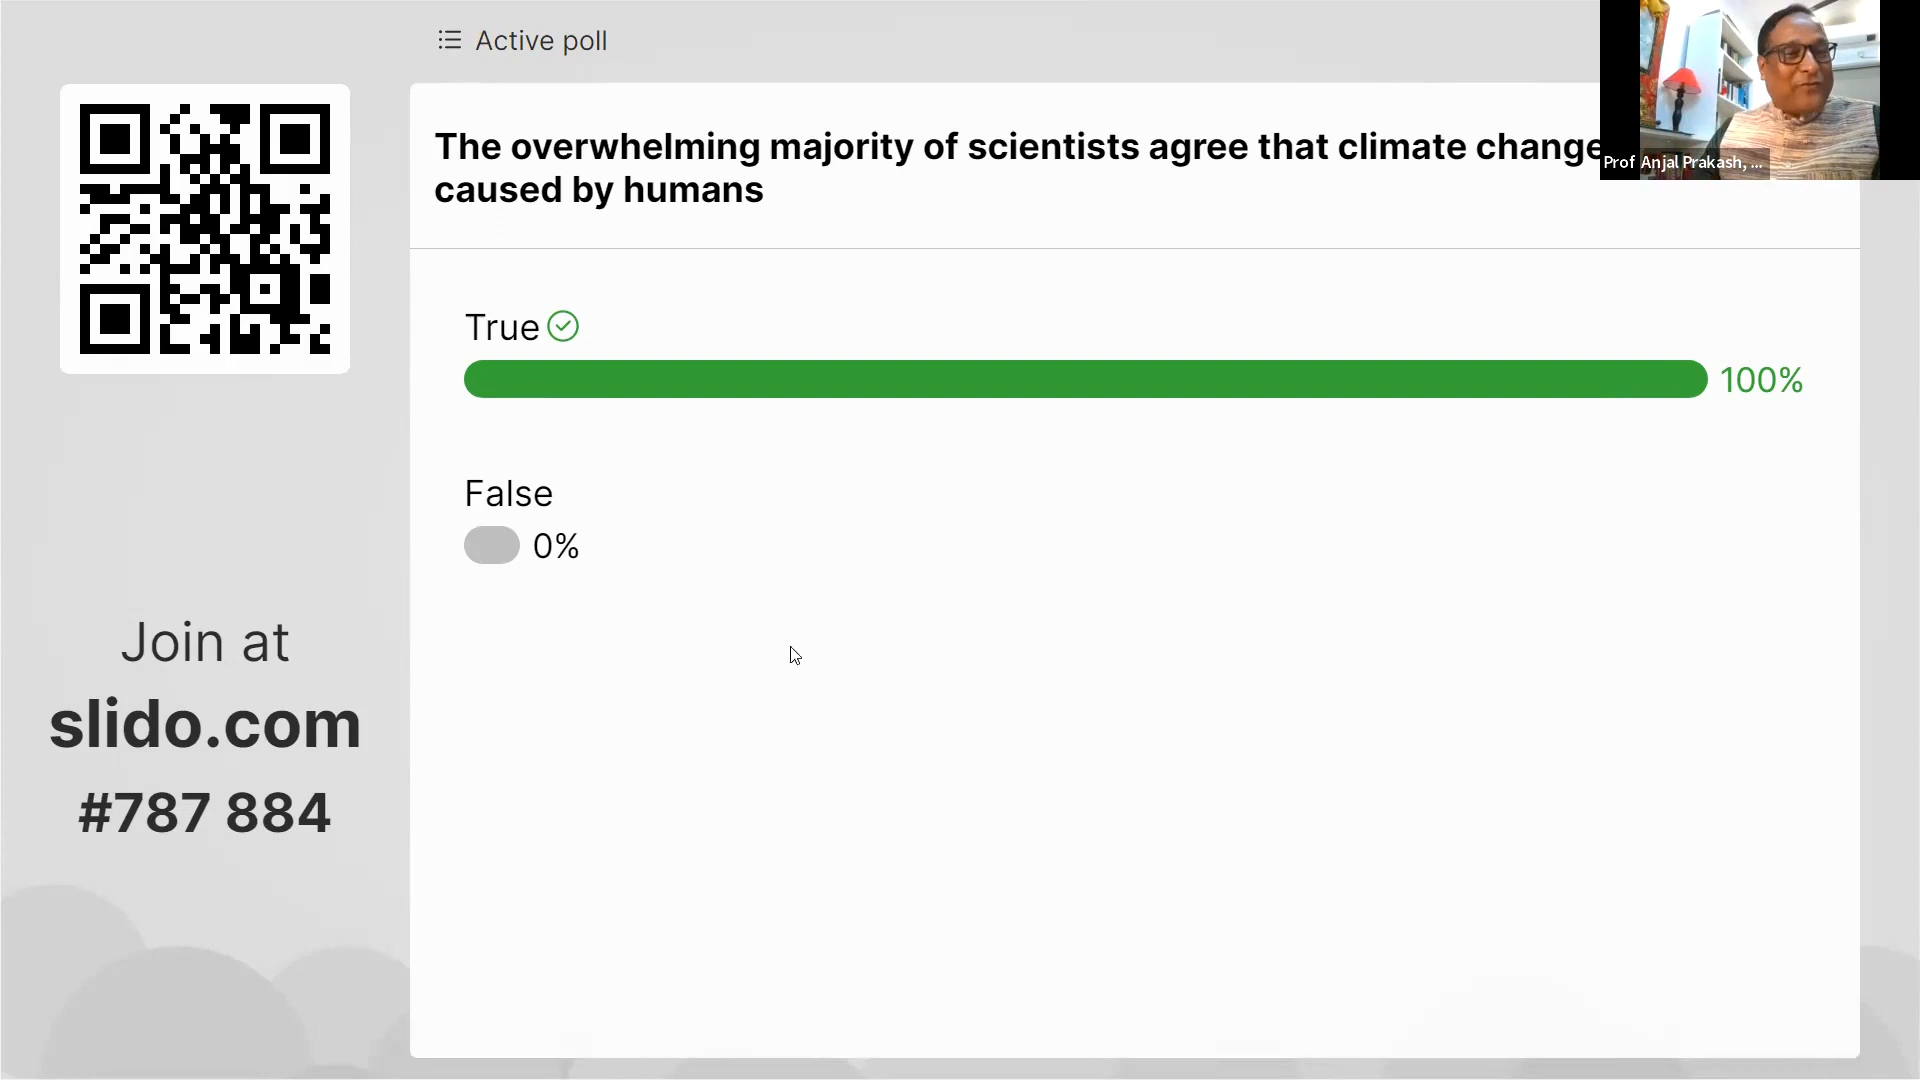 Active poll
The overwhelming majority of scientists agree that climate change
caused by humans
Prof Anjal Prakash, ...
True
100%
False
0%
Join at
slido.com
#787 884